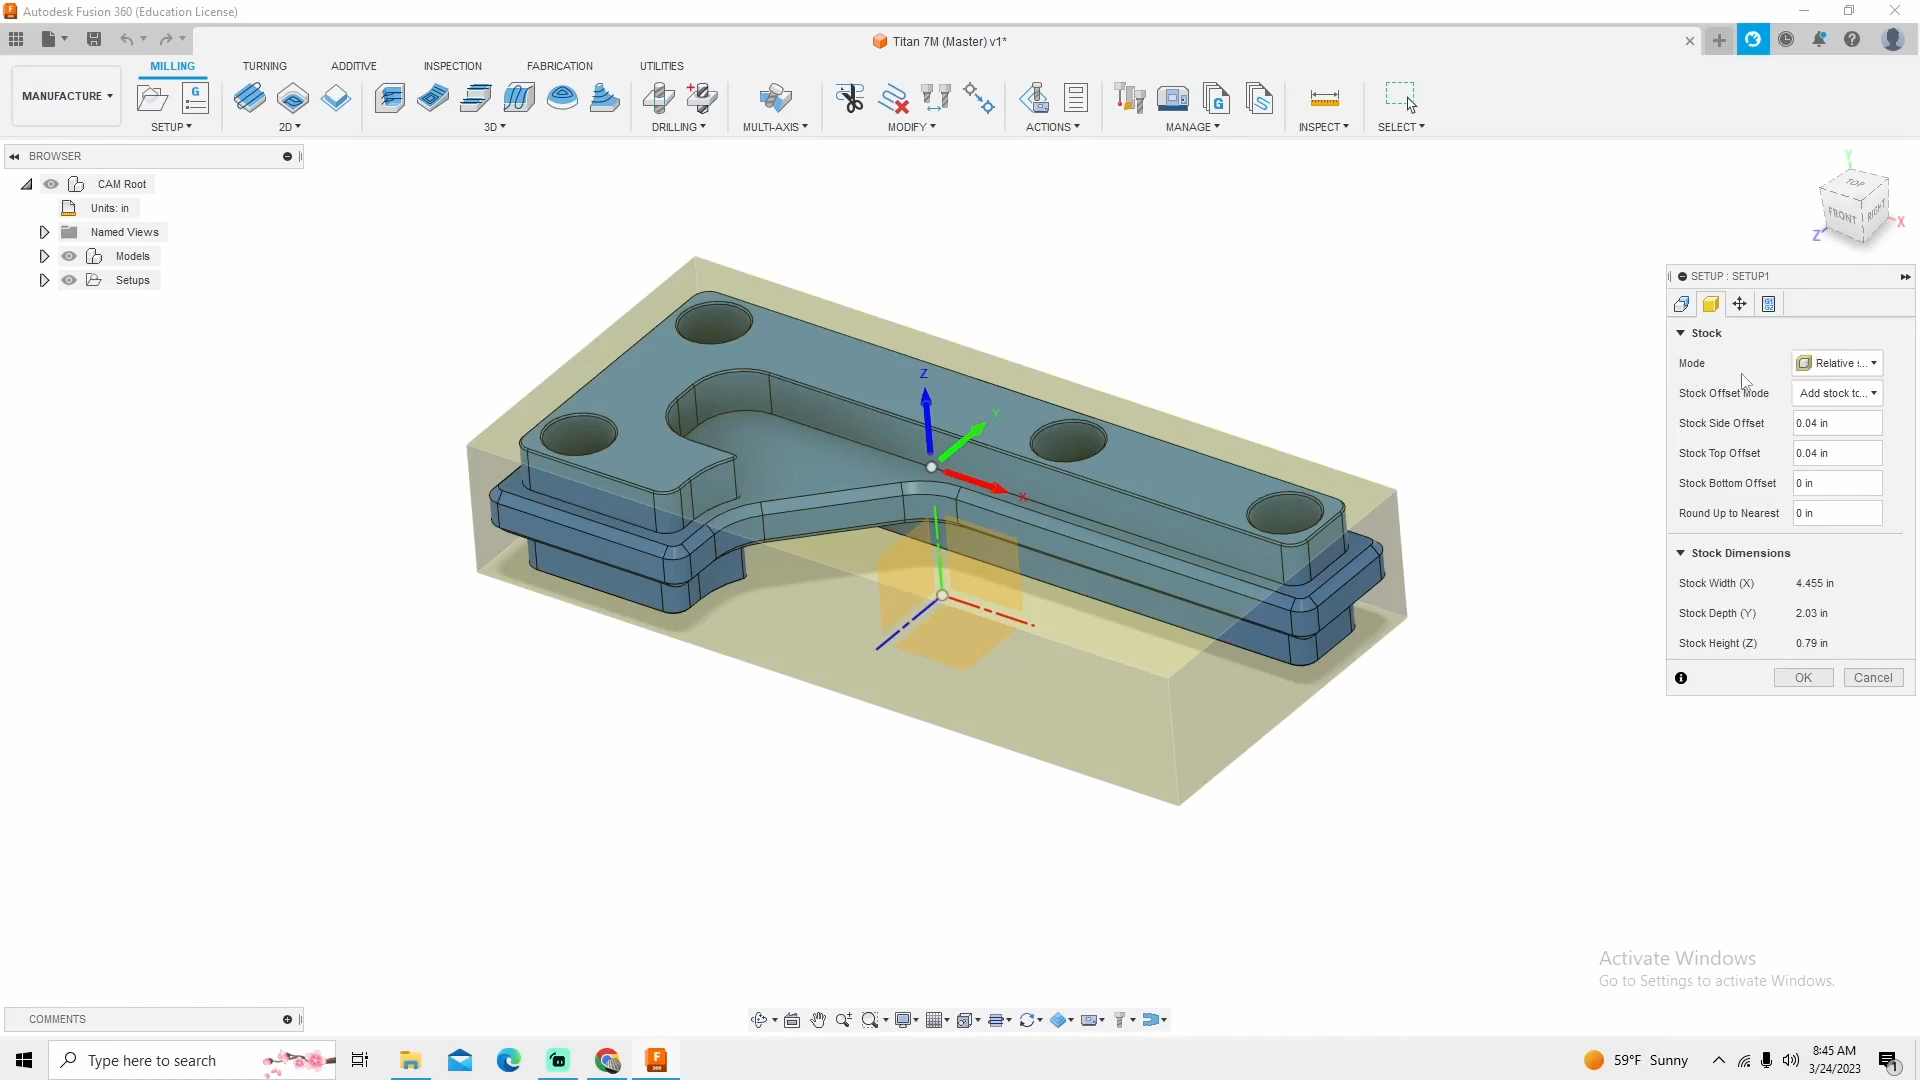 Autodesk Fusion 360 (Education License)
Titan 7M (Master) v1*
MILLING TURNING ADDITIVE INSPECTION FABRICATION UTILITIES
MANUFACTURE
SETUP 2D 3D DRILLING MULTI-AXIS MODIFY ACTIONS MANAGE INSPECT SELECT
BROWSER
CAM Root
Units: in
Named Views
Models
Setups
Z
Y
X
Y
TOP
FRONT
RIGHT
X
Z
SETUP : SETUP1
Stock
Mode Relative s...
Stock Offset Mode Add stock to...
Stock Side Offset 0.04 in
Stock Top Offset 0.04 in
Stock Bottom Offset 0 in
Round Up to Nearest 0 in
Stock Dimensions
Stock Width (X) 4.455 in
Stock Depth (Y) 2.03 in
Stock Height (Z) 0.79 in
OK Cancel
Activate Windows
Go to Settings to activate Windows.
COMMENTS
Type here to search
59°F Sunny
8:45 AM
3/24/2023
1